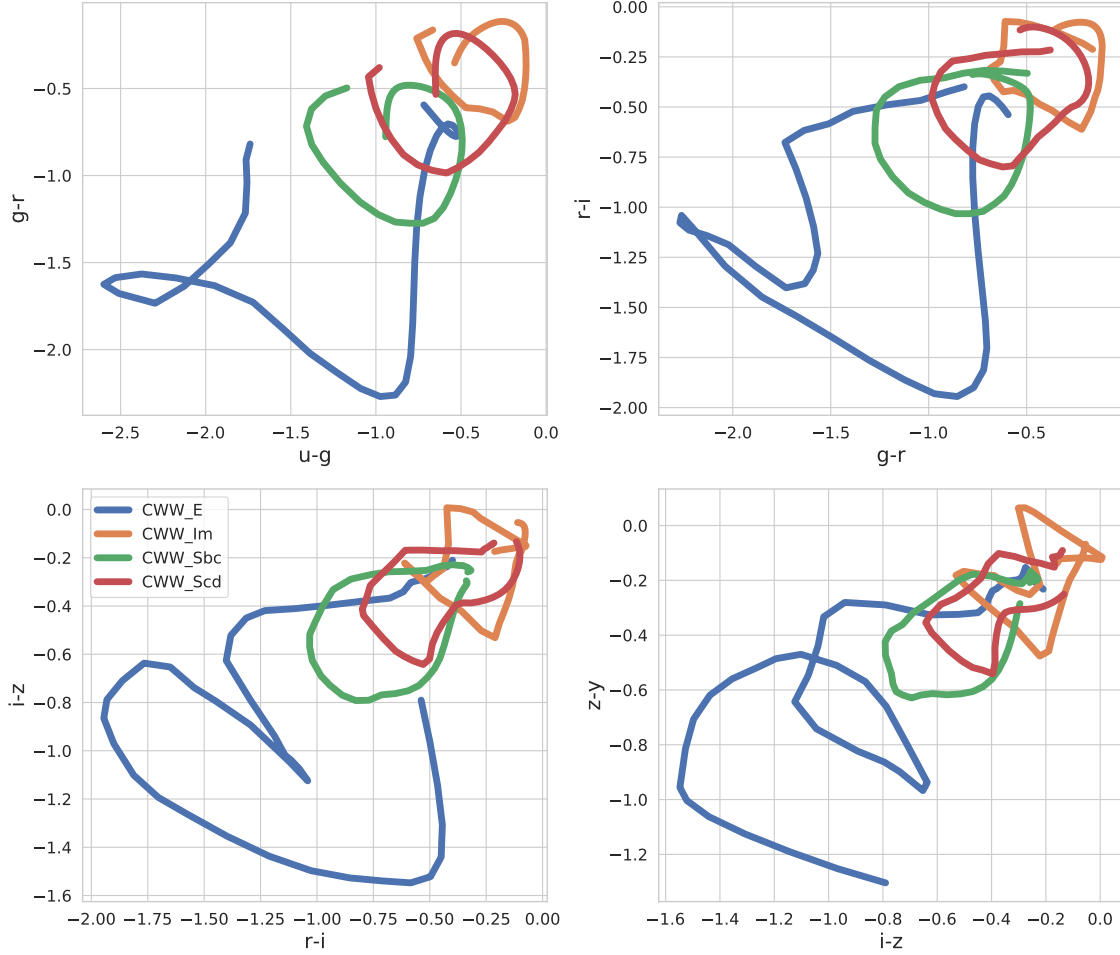 −0.5
−1.0
−1.5
−2.0
g-r
−2.5 −2.0 −1.5 −1.0 −0.5 0.0
u-g
0.00
−0.25
−0.50
−0.75
−1.00
−1.25
−1.50
−1.75
−2.00
r-i
−2.0 −1.5 −1.0 −0.5
g-r
0.0
−0.2
−0.4
−0.6
−0.8
−1.0
−1.2
−1.4
−1.6
i-z
CWW_E
CWW_Im
CWW_Sbc
CWW_Scd
−2.00 −1.75 −1.50 −1.25 −1.00 −0.75 −0.50 −0.25 0.00
r-i
0.0
−0.2
−0.4
−0.6
−0.8
−1.0
−1.2
z-y
−1.6 −1.4 −1.2 −1.0 −0.8 −0.6 −0.4 −0.2 0.0
i-z